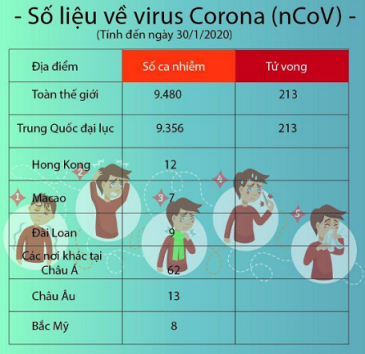 - Số liệu về virus Corona (nCoV) -
(Tính đến ngày 30/1/2020)
Địa điểm Số ca nhiễm Tử vong
Toàn thế giới 9.480 213
Trung Quốc đại lục 9.356 213
Hong Kong 12
Macao 7
Đài Loan 9
Các nơi khác tại
Châu Á 62
Châu Âu 13
Bắc Mỹ 8
1
2
3
4
5